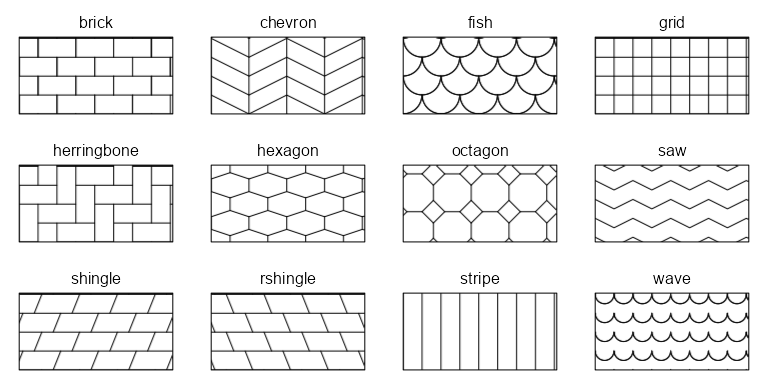 brick
chevron
fish
grid
herringbone
hexagon
octagon
saw
shingle
rshingle
stripe
wave